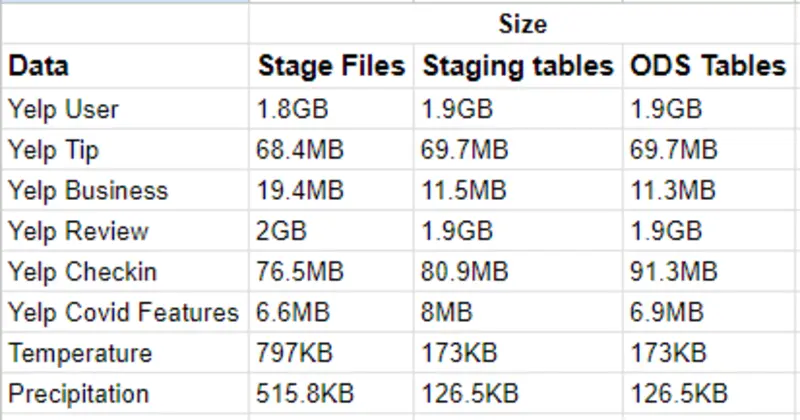 Size
Data Stage Files Staging tables ODS Tables
Yelp User 1.8GB 1.9GB 1.9GB
Yelp Tip 68.4MB 69.7MB 69.7MB
Yelp Business 19.4MB 11.5MB 11.3MB
Yelp Review 2GB 1.9GB 1.9GB
Yelp Checkin 76.5MB 80.9MB 91.3MB
Yelp Covid Features 6.6MB 8MB 6.9MB
Temperature 797KB 173KB 173KB
Precipitation 515.8KB 126.5KB 126.5KB